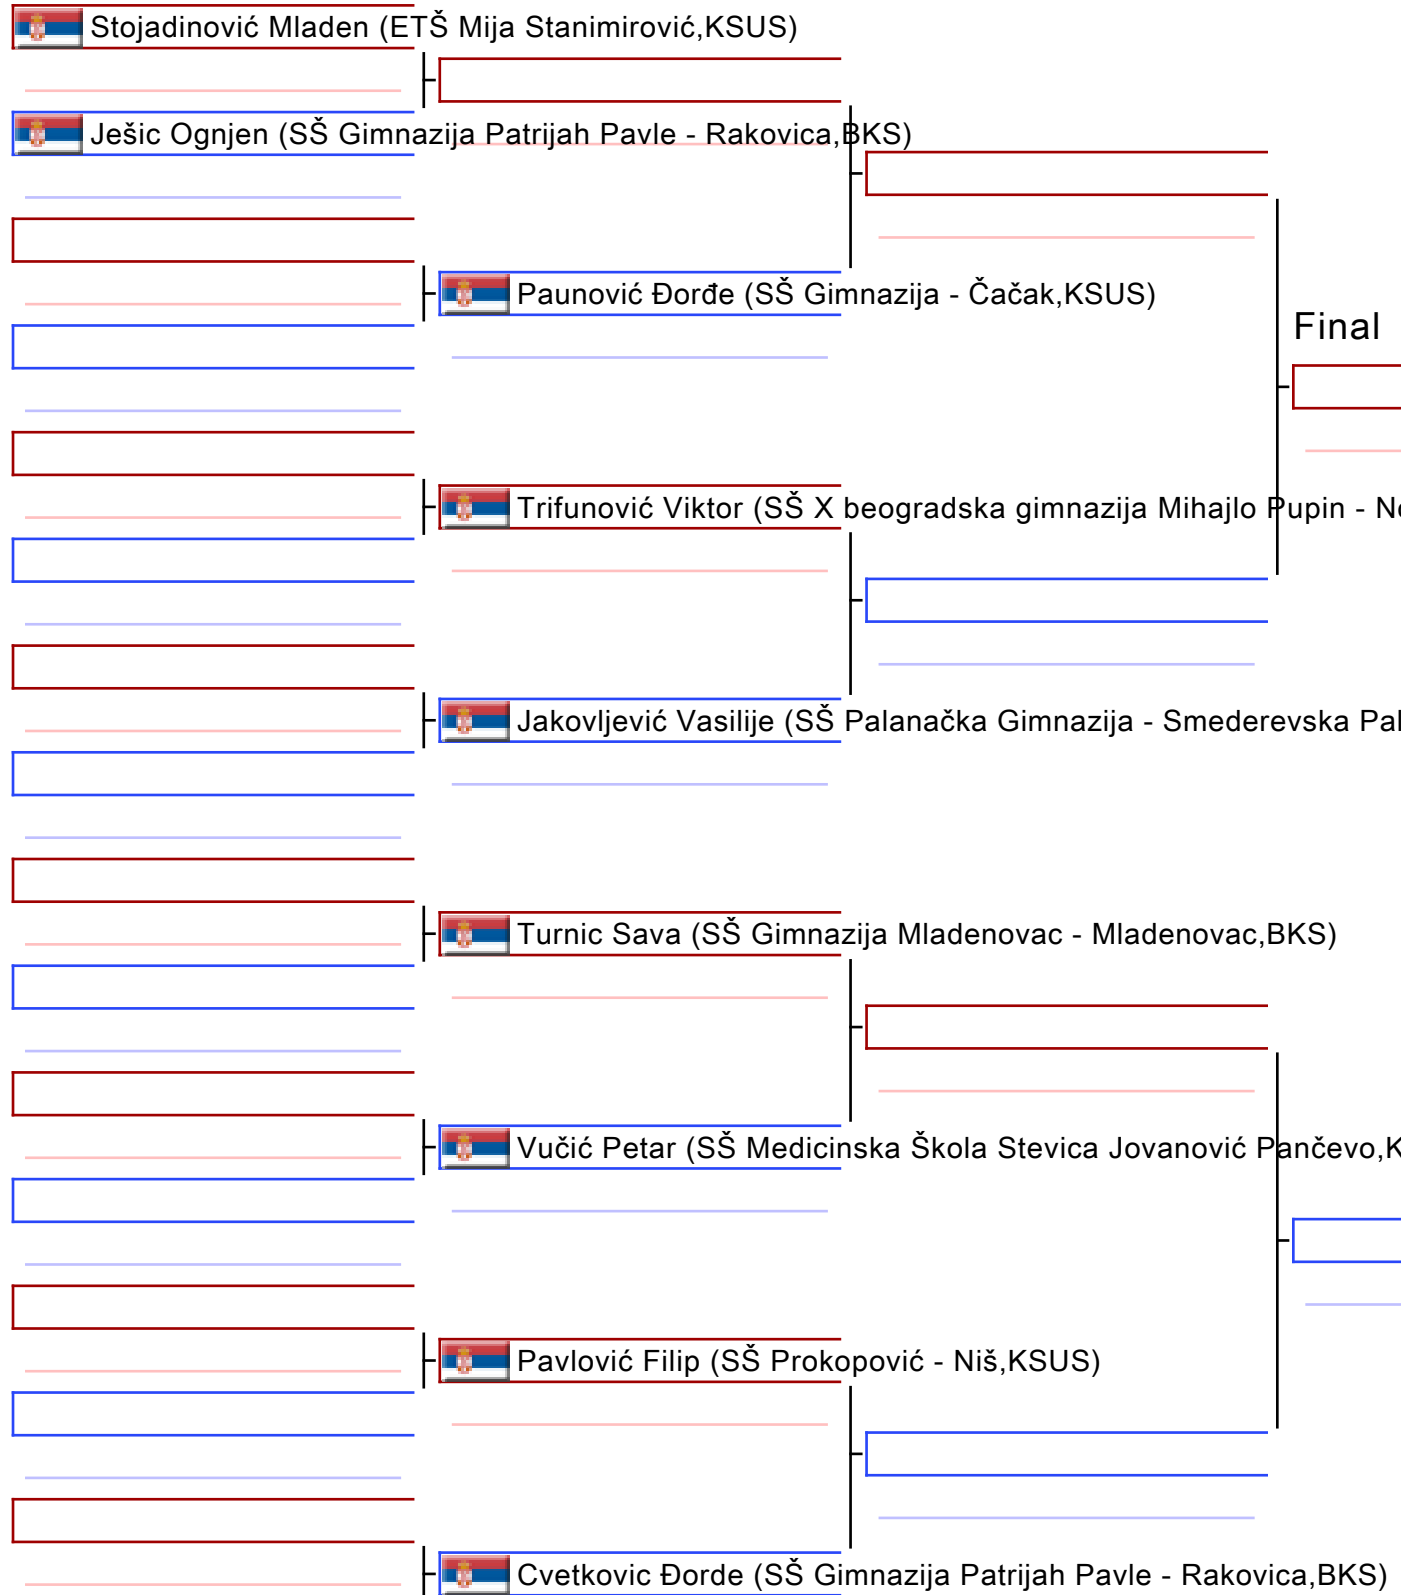 Stojadinović Mladen (ETŠ Mija Stanimirović,KSUS)
Ješic Ognjen (SŠ Gimnazija Patrijah Pavle - Rakovica,BKS)
Paunović Đorđe (SŠ Gimnazija - Čačak,KSUS)
Final
Trifunović Viktor (SŠ X beogradska gimnazija Mihajlo Pupin -
Jakovljević Vasilije (SŠ Palanačka Gimnazija - Smederevska
Turnic Sava (SŠ Gimnazija Mladenovac - Mladenovac,BKS)
Vučić Petar (SŠ Medicinska Škola Stevica Jovanović Pančevo,
Pavlović Filip (SŠ Prokopović - Niš,KSUS)
Cvetkovic Đorde (SŠ Gimnazija Patrijah Pavle - Rakovica,BKS)